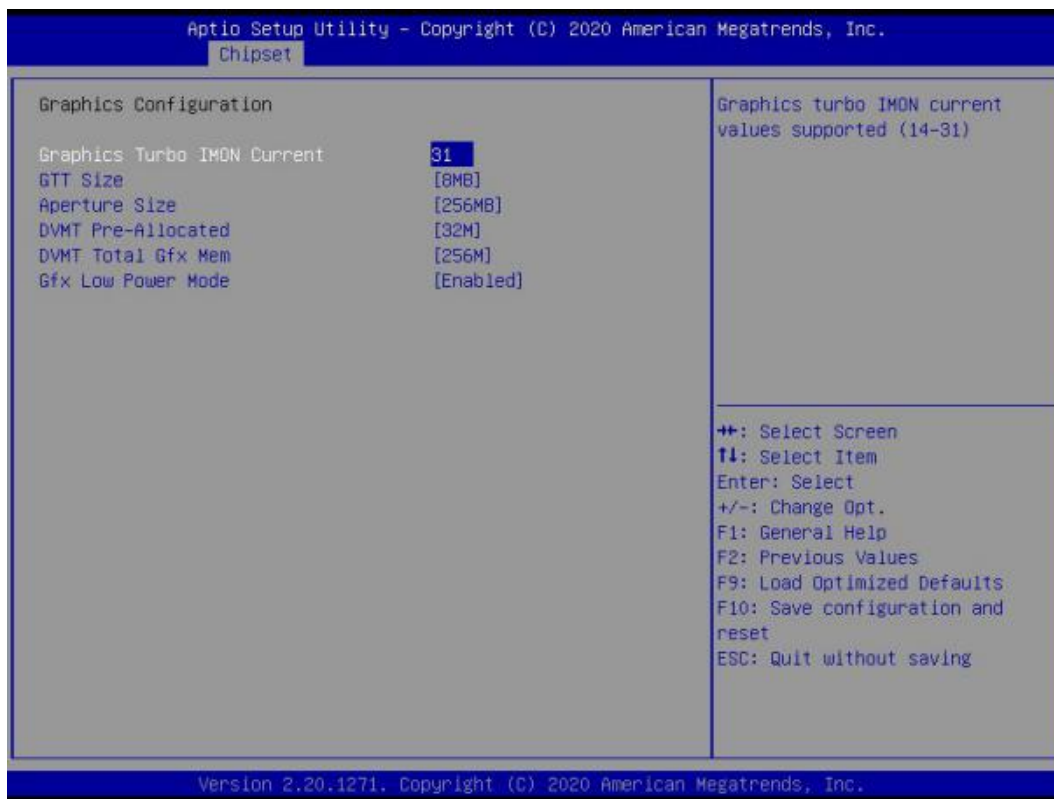 Aptio Setup Utility – Copyright (C) 2020 American Megatrends, Inc.
Chipset
Graphics Configuration
Graphics Turbo IMON Current 31
GTT Size [8MB]
Aperture Size [256MB]
DVMT Pre-Allocated [32M]
DVMT Total Gfx Mem [256M]
Gfx Low Power Mode [Enabled]
Graphics turbo IMON current
values supported (14-31)
→←: Select Screen
↑↓: Select Item
Enter: Select
+/-: Change Opt.
F1: General Help
F2: Previous Values
F9: Load Optimized Defaults
F10: Save configuration and
reset
ESC: Quit without saving
Version 2.20.1271. Copyright (C) 2020 American Megatrends, Inc.